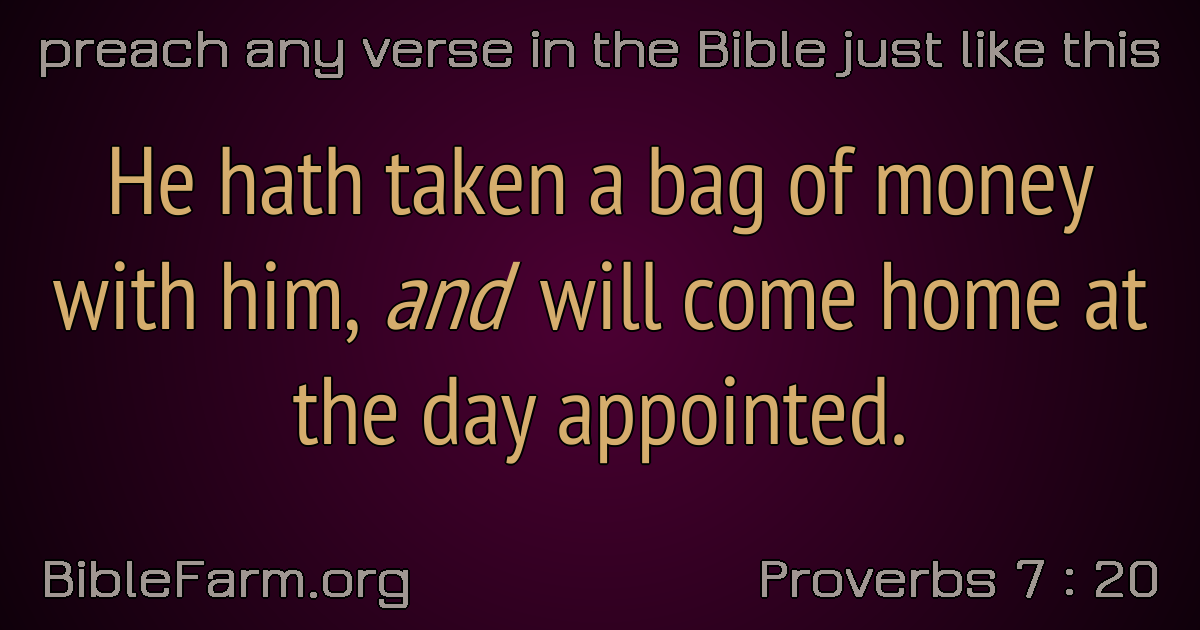 preach any verse in the Bible just like this
He hath taken a bag of money
with him, and will come home at
the day appointed.
BibleFarm.org
Proverbs 7 : 20